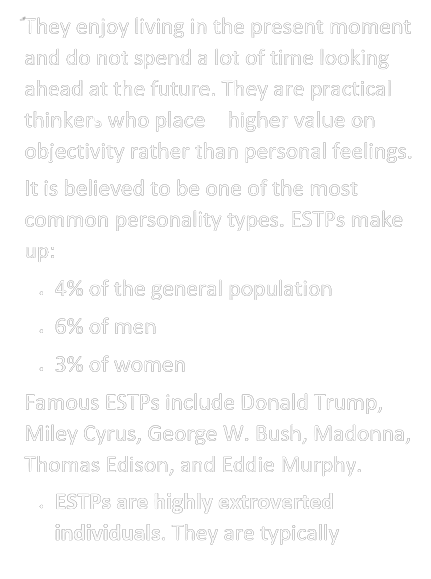 They enjoy living in the present moment
and do not spend a lot of time looking
ahead at the future. They are practical
thinkers who place higher value on
objectivity rather than personal feelings.
It is believed to be one of the most
common personality types. ESTPs make
up:
• 4% of the general population
• 6% of men
• 3% of women
Famous ESTPs include Donald Trump,
Miley Cyrus, George W. Bush, Madonna,
Thomas Edison, and Eddie Murphy.
• ESTPs are highly extroverted
individuals. They are typically